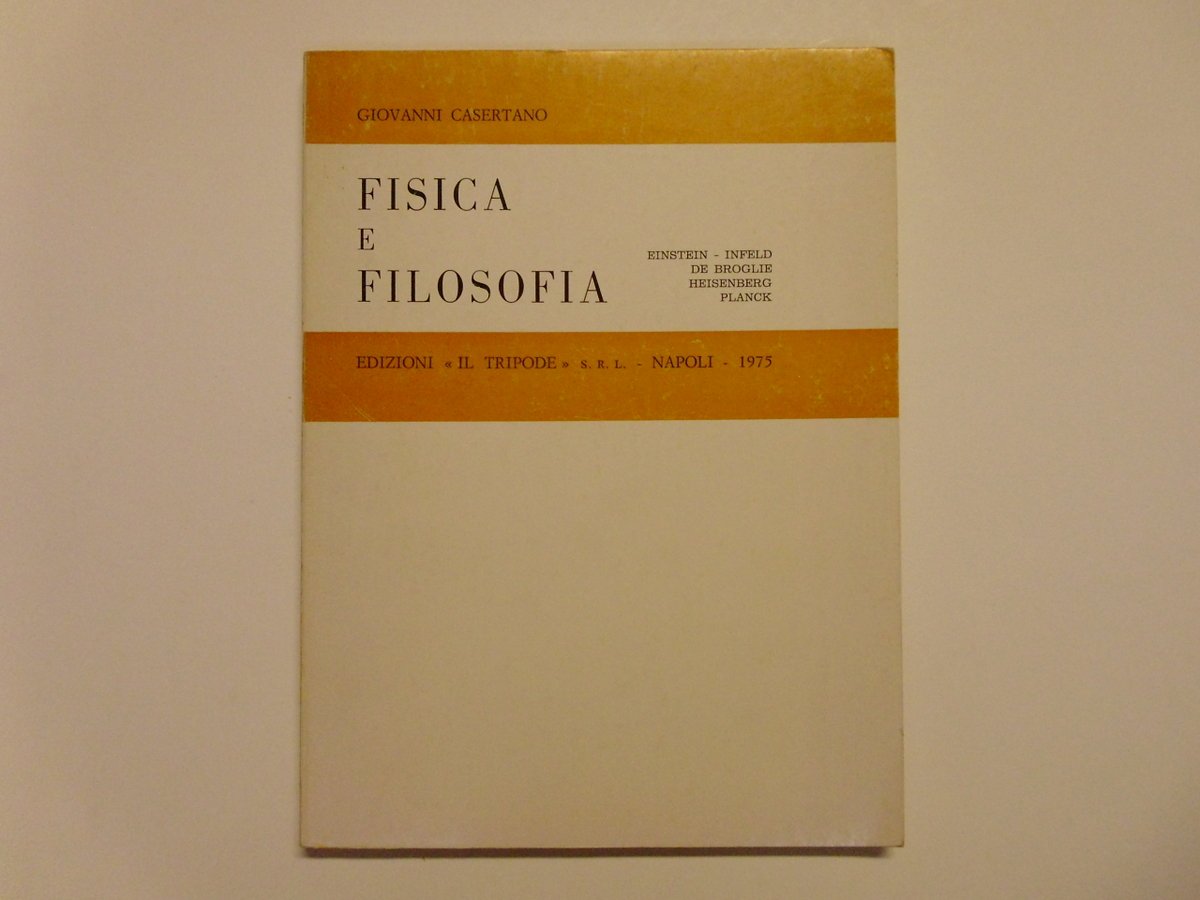 GIOVANNI CASERTANO
FISICA
E
FILOSOFIA
EINSTEIN - INFELD
DE BROGLIE
HEISENBERG
PLANCK
EDIZIONI « IL TRIPODE » S. R. L. - NAPOLI - 1975